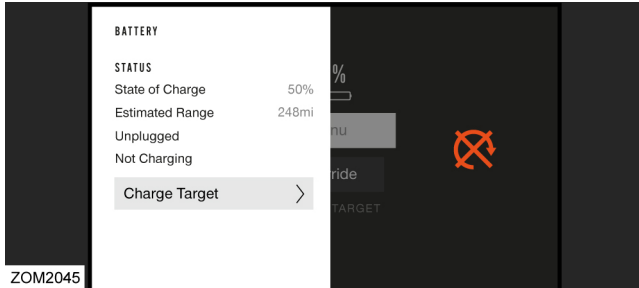 BATTERY
STATUS
State of Charge 50%
Estimated Range 248mi
Unplugged
Not Charging
Charge Target
%
nu
ride
TARGET
ZOM2045